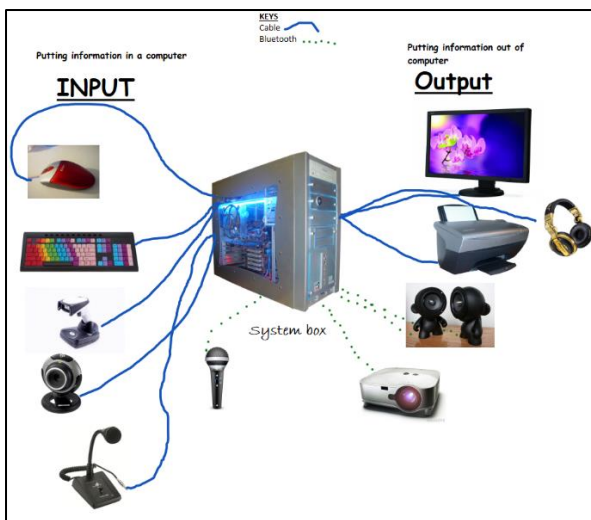 KEYS
Cable
Bluetooth
Putting information in a computer
INPUT
Putting information out of
computer
Output
System box